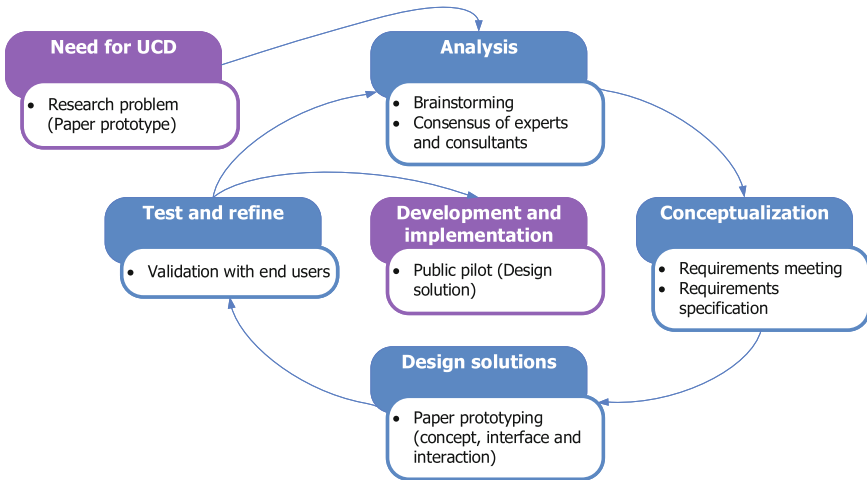 Need for UCD
• Research problem
(Paper prototype)
Analysis
• Brainstorming
• Consensus of experts
and consultants
Test and refine
• Validation with end users
Development and
implementation
• Public pilot (Design
solution)
Conceptualization
• Requirements meeting
• Requirements
specification
Design solutions
• Paper prototyping
(concept, interface and
interaction)